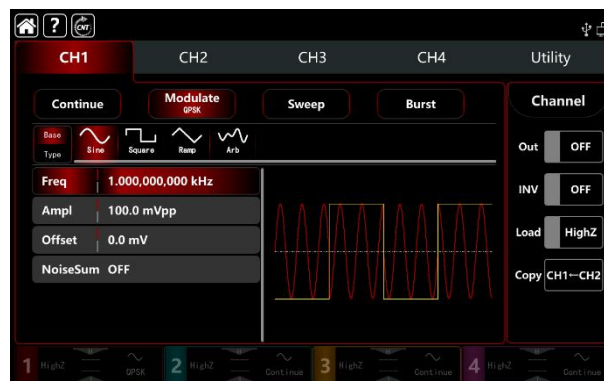 ? CNT
CH1 CH2 CH3 CH4 Utility
Continue Modulate QPSK Sweep Burst Channel
Base Type Sine Square Ramp Arb
Out OFF
Freq 1.000,000,000 kHz
INV OFF
Ampl 100.0 mVpp
Offset 0.0 mV
Load HighZ
NoiseSum OFF
Copy CH1←CH2
1 HighZ QPSK 2 HighZ Continue 3 HighZ Continue 4 HighZ Continue